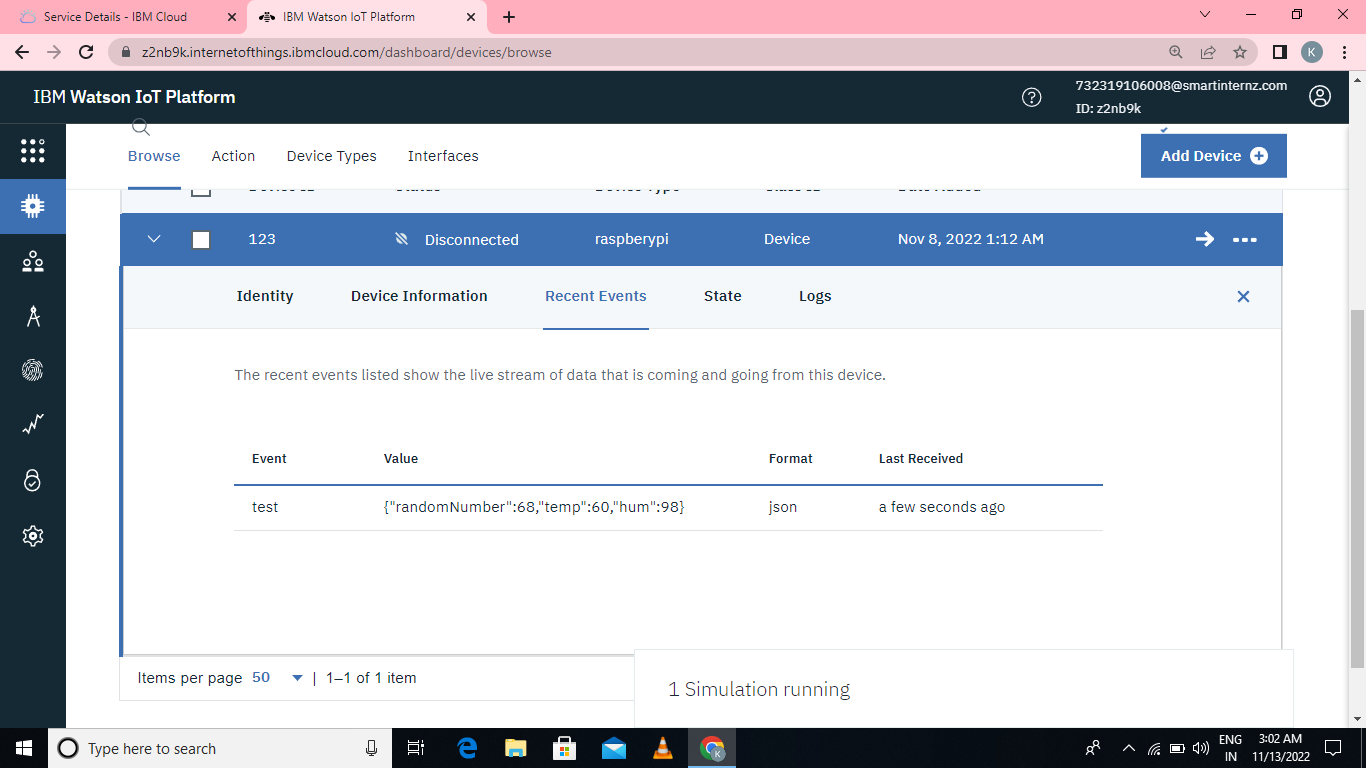 Service Details - IBM Cloud
IBM Watson IoT Platform
z2nb9k.internetofthings.ibmcloud.com/dashboard/devices/browse
K
IBM Watson IoT Platform
732319106008@smartinternz.com
ID: z2nb9k
Browse Action Device Types Interfaces
Add Device
123 Disconnected raspberypi Device Nov 8, 2022 1:12 AM
Identity Device Information Recent Events State Logs
The recent events listed show the live stream of data that is coming and going from this device.
Event Value Format Last Received
test {"randomNumber":68,"temp":60,"hum":98} json a few seconds ago
Items per page 50 | 1–1 of 1 item
1 Simulation running
Type here to search
K
ENG
IN
3:02 AM
11/13/2022